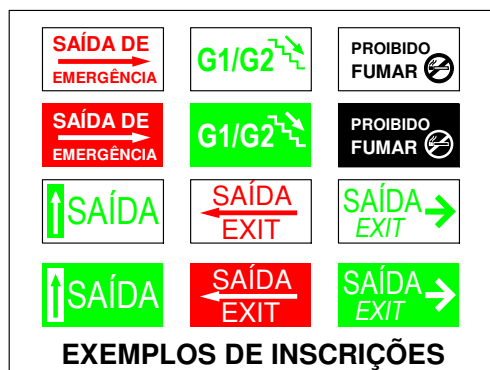 SAÍDA DE
EMERGÊNCIA
G1/G2
PROIBIDO
FUMAR
SAÍDA DE
EMERGÊNCIA
G1/G2
PROIBIDO
FUMAR
SAÍDA
SAÍDA
EXIT
SAÍDA
EXIT
SAÍDA
SAÍDA
EXIT
SAÍDA
EXIT
EXEMPLOS DE INSCRIÇÕES